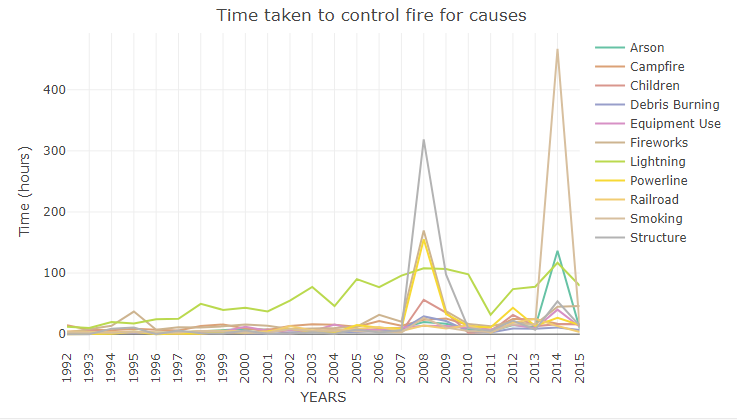 Time taken to control fire for causes
Time (hours)
400
300
200
100
0
1992
1993
1994
1995
1996
1997
1998
1999
2000
2001
2002
2003
2004
2005
2006
2007
2008
2009
2010
2011
2012
2013
2014
2015
YEARS
Arson
Campfire
Children
Debris Burning
Equipment Use
Fireworks
Lightning
Powerline
Railroad
Smoking
Structure